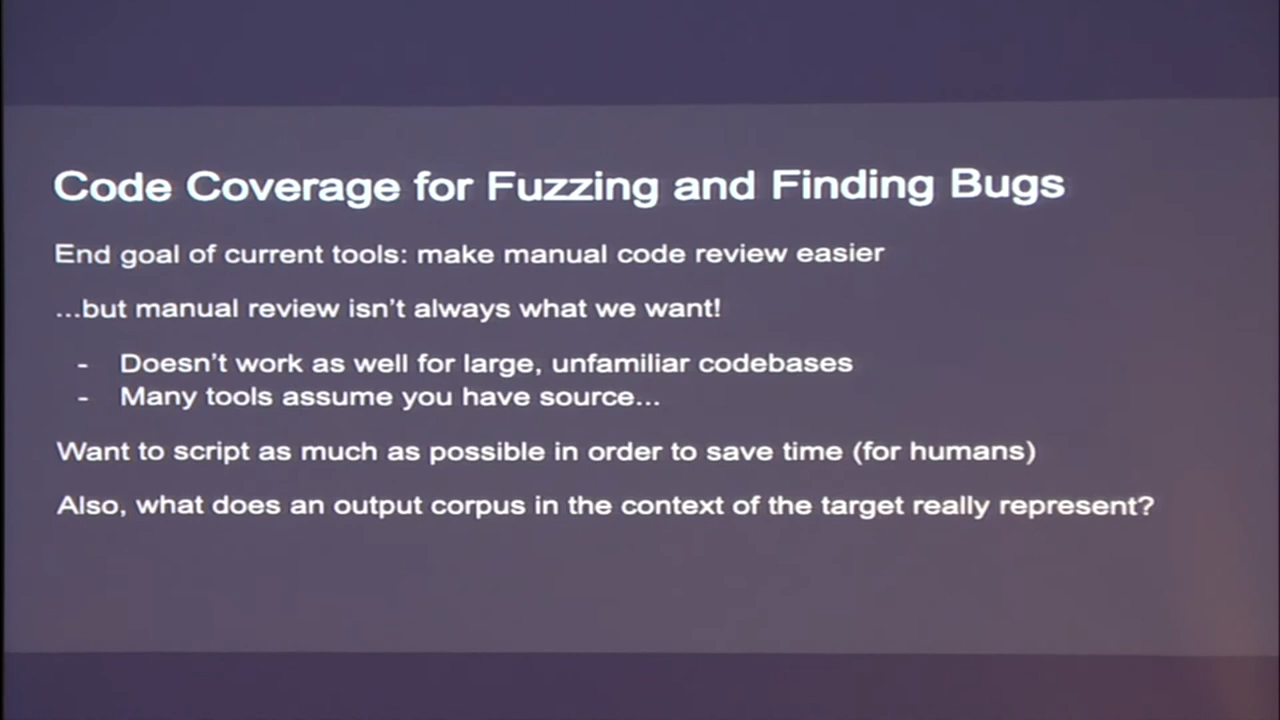 Code Coverage for Fuzzing and Finding Bugs
End goal of current tools: make manual code review easier
...but manual review isn't always what we want!
- Doesn't work as well for large, unfamiliar codebases
- Many tools assume you have source...
Want to script as much as possible in order to save time (for humans)
Also, what does an output corpus in the context of the target really represent?